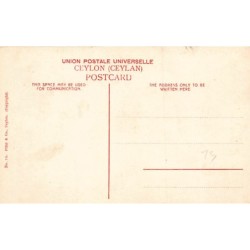 UNION POSTALE UNIVERSELLE
CEYLON (CEYLAN)
POSTCARD
THIS SPACE MAY BE USED
FOR COMMUNICATION.
THE ADDRESS ONLY TO BE
WRITTEN HERE.